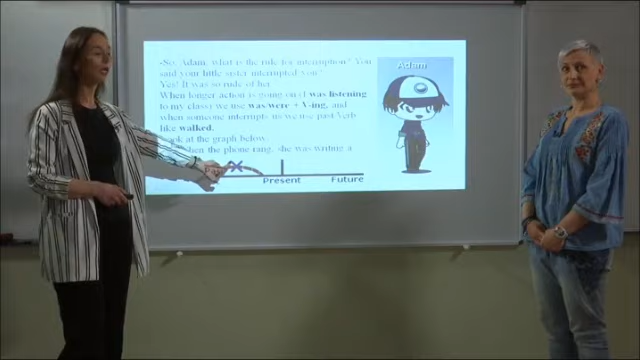 -So, Adam, what is the rule for interruption? You
said your little sister interrupted you?
Yes! It was so rude of her.
When longer action is going on (I was listening
to my class) we use was/were + V-ing, and
when someone interrupts us we use past verb
like walked.
Look at the graph below.
When the phone rang, she was writing a
Present
Future
Adam